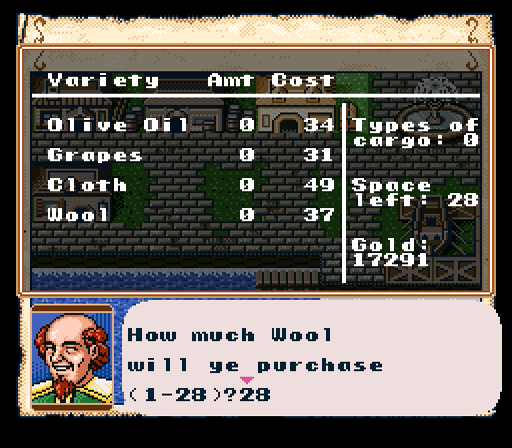 Variety Amt Cost
Olive Oil 0 34
Grapes 0 31
Cloth 0 49
Wool 0 37
Types of
cargo: 0
Space
left: 28
Gold:
17291
How much Wool
will ye purchase
(1-28)?28